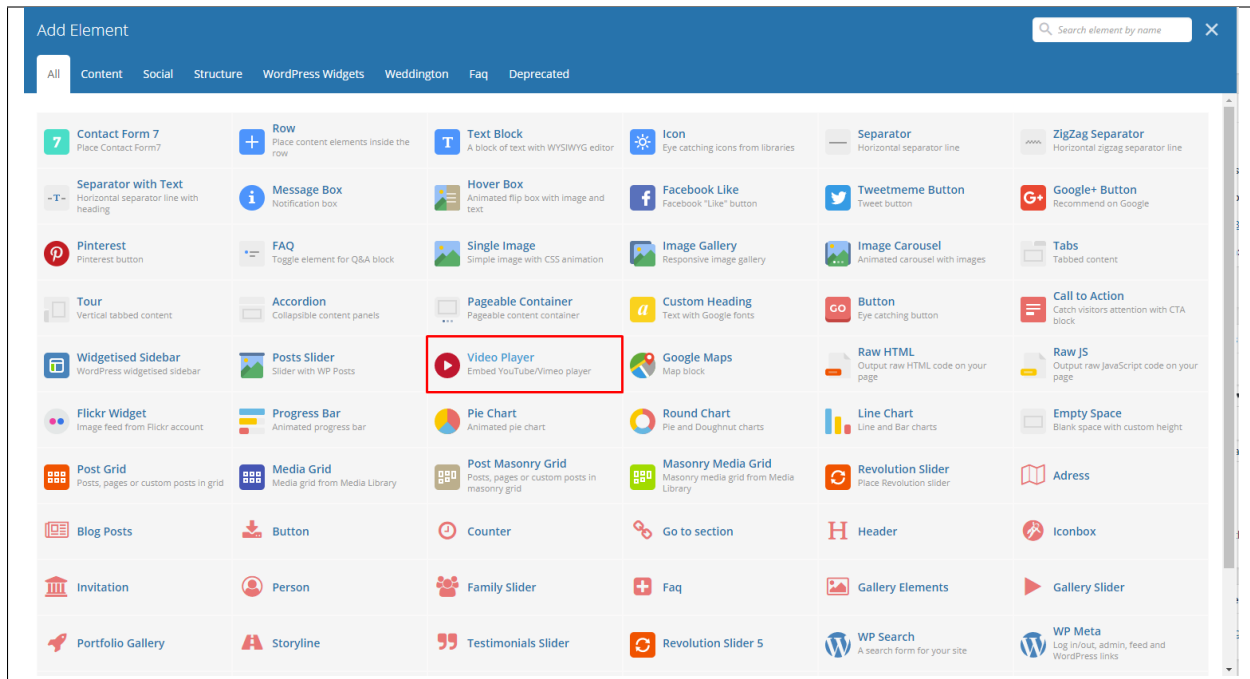 Add Element
Search element by name
All Content Social Structure WordPress Widgets Weddington Faq Deprecated
Contact Form 7
Place Contact Form7
Row
Place content elements inside the
row
Text Block
A block of text with WYSIWYG editor
Icon
Eye catching icons from libraries
Separator
Horizontal separator line
ZigZag Separator
Horizontal zigzag separator line
Separator with Text
Horizontal separator line with
heading
Message Box
Notification box
Hover Box
Animated flip box with image and
text
Facebook Like
Facebook "Like" button
Tweetmeme Button
Tweet button
Google+ Button
Recommend on Google
Pinterest
Pinterest button
FAQ
Toggle element for Q&A block
Single Image
Simple image with CSS animation
Image Gallery
Responsive image gallery
Image Carousel
Animated carousel with images
Tabs
Tabbed content
Tour
Vertical tabbed content
Accordion
Collapsible content panels
Pageable Container
Pageable content container
Custom Heading
Text with Google fonts
GO
Button
Eye catching button
Call to Action
Catch visitors attention with CTA
block
Widgetised Sidebar
WordPress widgetised sidebar
Posts Slider
Slider with WP Posts
Video Player
Embed YouTube/Vimeo player
Google Maps
Map block
Raw HTML
Output raw HTML code on your
page
Raw JS
Output raw JavaScript code on your
page
Flickr Widget
Image feed from Flickr account
Progress Bar
Animated progress bar
Pie Chart
Animated pie chart
Round Chart
Pie and Doughnut charts
Line Chart
Line and Bar charts
Empty Space
Blank space with custom height
Post Grid
Posts, pages or custom posts in grid
Media Grid
Media grid from Media Library
Post Masonry Grid
Posts, pages or custom posts in
masonry grid
Masonry Media Grid
Masonry media grid from Media
Library
Revolution Slider
Place Revolution slider
Adress
Blog Posts
Button
Counter
Go to section
Header
Iconbox
Invitation
Person
Family Slider
Faq
Gallery Elements
Gallery Slider
Portfolio Gallery
Storyline
Testimonials Slider
Revolution Slider 5
WP Search
A search form for your site
WP Meta
Log in/out, admin, feed and
WordPress links